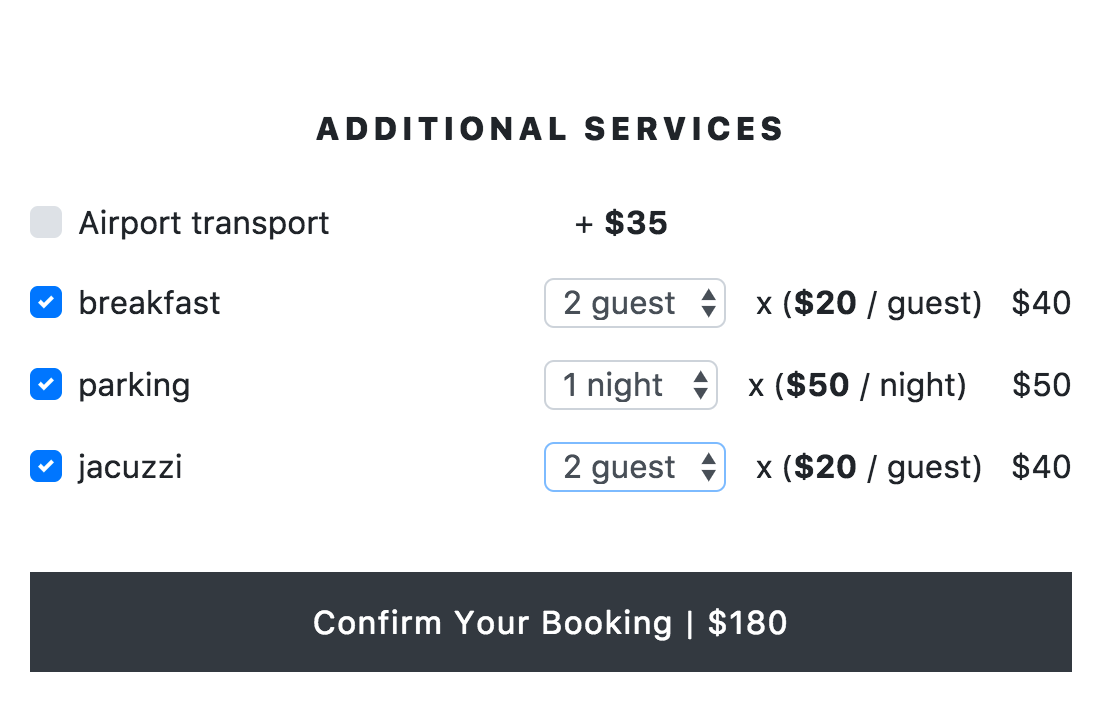 ADDITIONAL SERVICES
Airport transport + $35
breakfast 2 guest x ($20 / guest) $40
parking 1 night x ($50 / night) $50
jacuzzi 2 guest x ($20 / guest) $40
Confirm Your Booking | $180